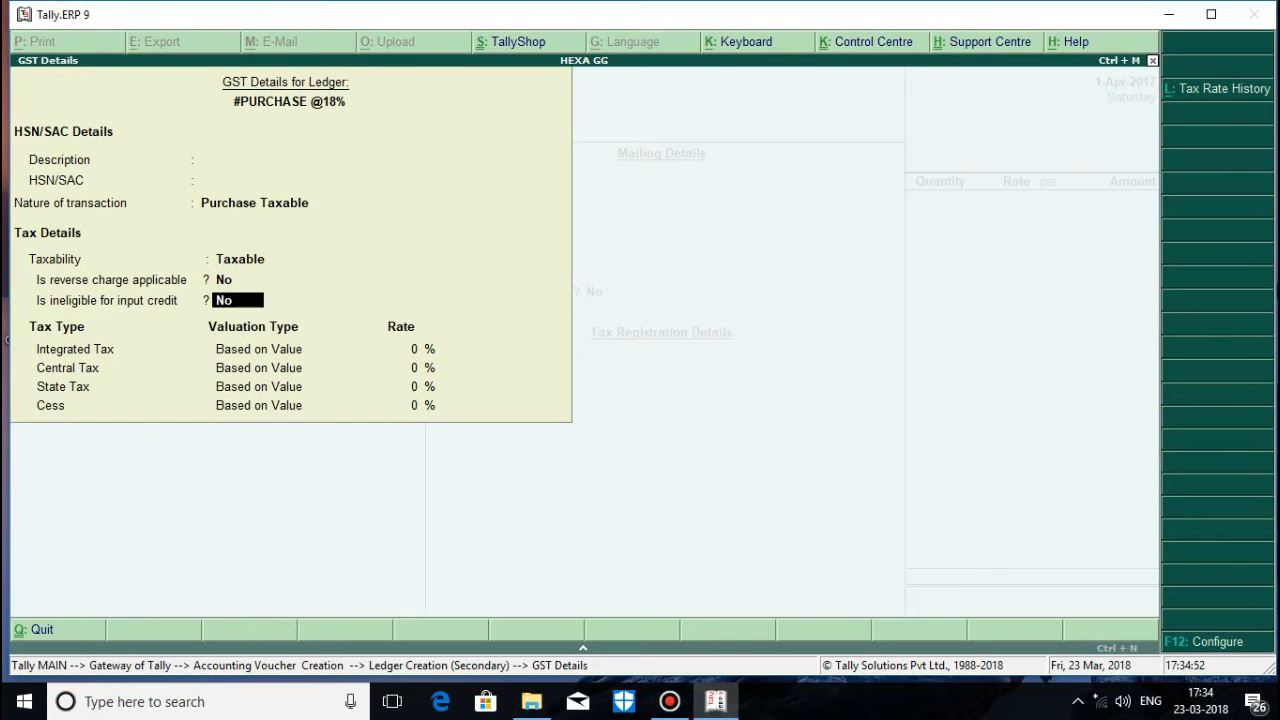 Tally.ERP 9
P: Print E: Export M: E-Mail O: Upload S: TallyShop G: Language K: Keyboard K: Control Centre H: Support Centre H: Help
GST Details HEXA GG Ctrl + M
GST Details for Ledger:
#PURCHASE @18%
1-Apr-2017
Saturday
L: Tax Rate History
HSN/SAC Details
Mailing Details
Description :
HSN/SAC :
Quantity Rate per Amount
Nature of transaction : Purchase Taxable
Tax Details
Taxability : Taxable
Is reverse charge applicable ? No
? No
Is ineligible for input credit ? No
Tax Registration Details
Tax Type Valuation Type Rate
Integrated Tax Based on Value 0 %
Central Tax Based on Value 0 %
State Tax Based on Value 0 %
Cess Based on Value 0 %
Q: Quit
F12: Configure
Ctrl + N
Tally MAIN --> Gateway of Tally --> Accounting Voucher Creation --> Ledger Creation (Secondary) --> GST Details © Tally Solutions Pvt Ltd., 1988-2018 Fri, 23 Mar, 2018 17:34:52
Type here to search
ENG
17:34
23-03-2018
26